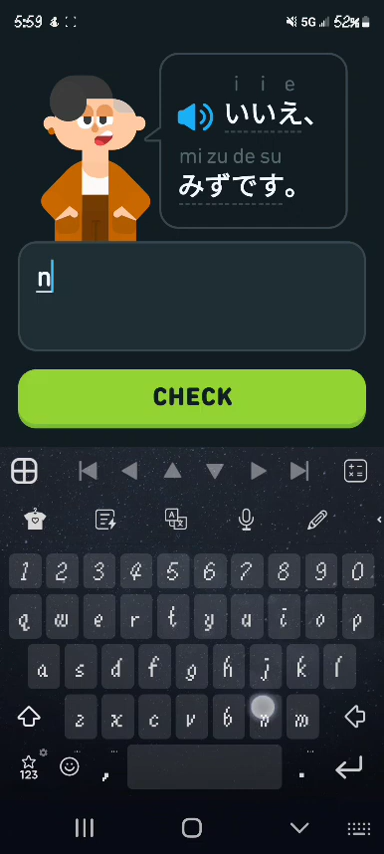 5:59 5G 52%
i i e
いいえ、
mi zu de su
みずです。
n
CHECK
1 2 3 4 5 6 7 8 9 0
q w e r t y u i o p
a s d f g h j k l
z x c v b n m
123 , .